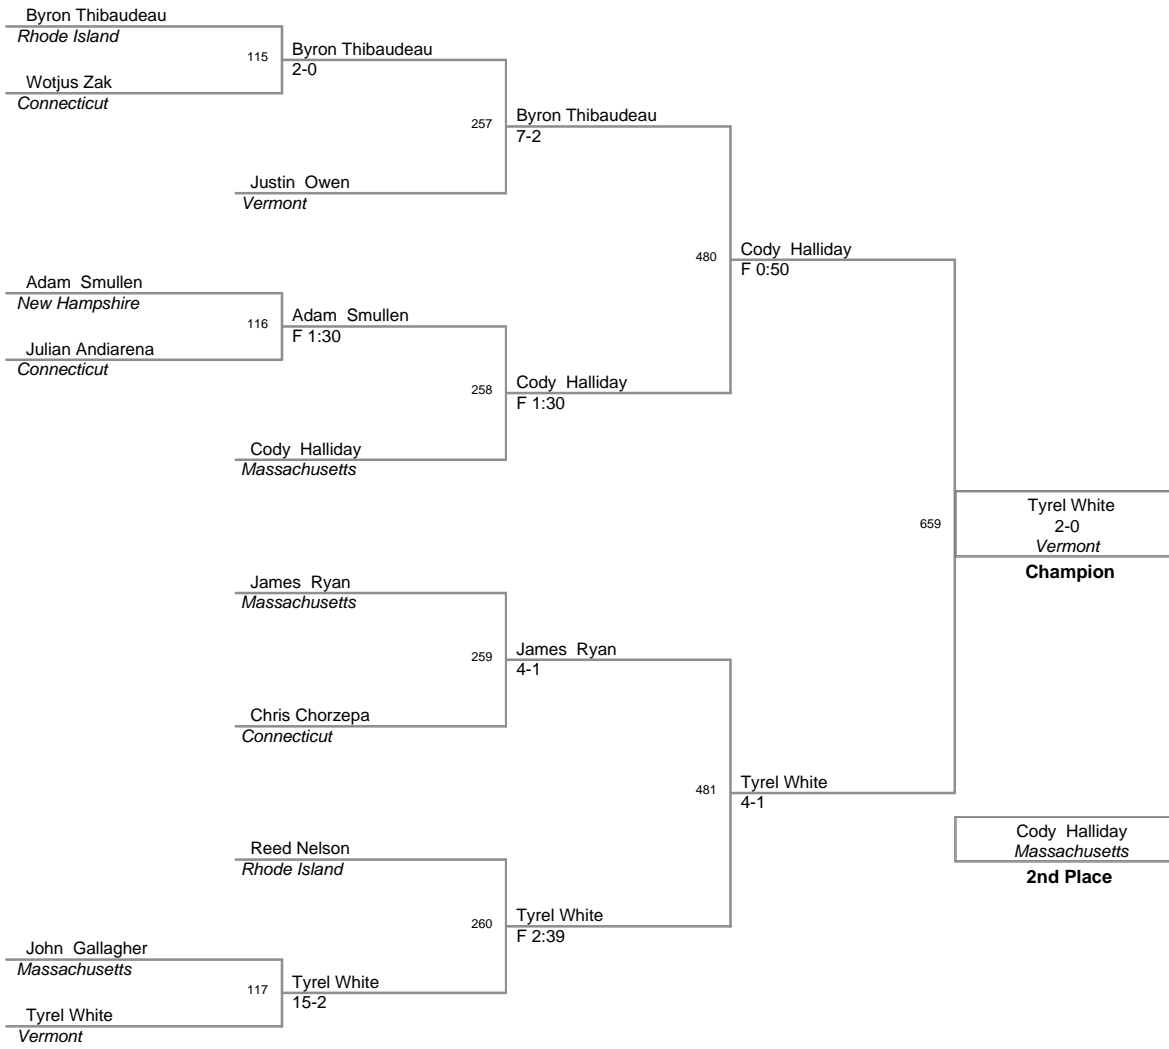 Byron Thibaudeau
Rhode Island
115
Byron Thibaudeau
2-0
Wotjus Zak
Connecticut
257
Byron Thibaudeau
7-2
Justin Owen
Vermont
480
Cody Halliday
F 0:50
Adam Smullen
New Hampshire
116
Adam Smullen
F 1:30
Julian Andiarena
Connecticut
258
Cody Halliday
F 1:30
Cody Halliday
Massachusetts
659
Tyrel White
2-0
Vermont
Champion
James Ryan
Massachusetts
259
James Ryan
4-1
Chris Chorzepa
Connecticut
481
Tyrel White
4-1
Cody Halliday
Massachusetts
2nd Place
Reed Nelson
Rhode Island
260
Tyrel White
F 2:39
John Gallagher
Massachusetts
117
Tyrel White
15-2
Tyrel White
Vermont